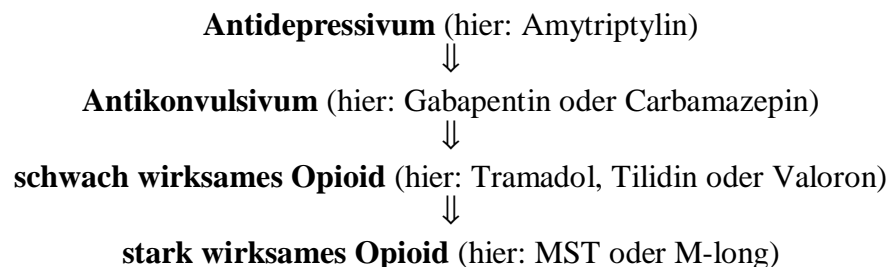 Antidepressivum (hier: Amytriptylin)
⇓
Antikonvulsivum (hier: Gabapentin oder Carbamazepin)
⇓
schwach wirksames Opioid (hier: Tramadol, Tilidin oder Valoron)
⇓
stark wirksames Opioid (hier: MST oder M-long)